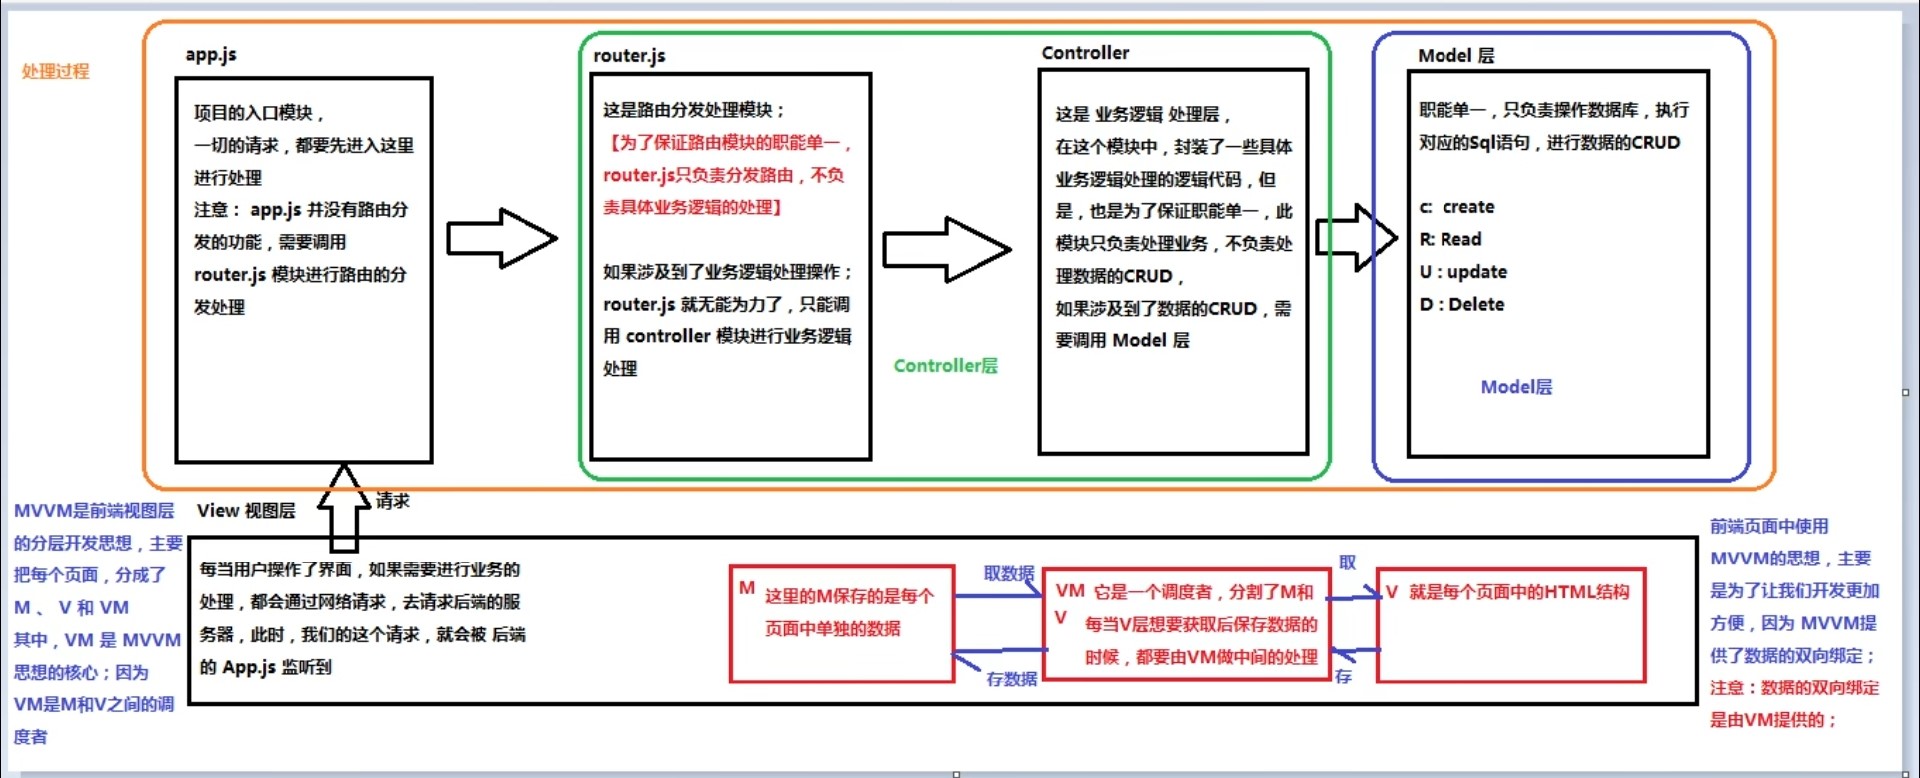 处理过程
app.js
项目的入口模块，
一切的请求，都要先进入这里
进行处理
注意： app.js 并没有路由分
发的功能，需要调用
router.js 模块进行路由的分
发处理
router.js
这是路由分发处理模块；
【为了保证路由模块的职能单一，
router.js只负责分发路由，不负
责具体业务逻辑的处理】
如果涉及到了业务逻辑处理操作；
router.js 就无能为力了，只能调
用 controller 模块进行业务逻辑
处理
Controller层
Controller
这是 业务逻辑 处理层，
在这个模块中，封装了一些具体
业务逻辑处理的逻辑代码，但
是，也是为了保证职能单一，此
模块只负责处理业务，不负责处
理数据的CRUD，
如果涉及到了数据的CRUD，需
要调用 Model 层
Model 层
职能单一，只负责操作数据库，执行
对应的Sql语句，进行数据的CRUD
c: create
R: Read
U : update
D : Delete
Model层
MVVM是前端视图层
的分层开发思想，主要
把每个页面，分成了
M 、 V 和 VM
其中，VM 是 MVVM
思想的核心；因为
VM是M和V之间的调
度者
View 视图层
请求
每当用户操作了界面，如果需要进行业务的
处理，都会通过网络请求，去请求后端的服
务器，此时，我们的这个请求，就会被 后端
的 App.js 监听到
M 这里的M保存的是每个
页面中单独的数据
取数据
存数据
VM 它是一个调度者，分割了M和
V
每当V层想要获取后保存数据的
时候，都要由VM做中间的处理
取
存
V 就是每个页面中的HTML结构
前端页面中使用
MVVM的思想，主要
是为了让我们开发更加
方便，因为 MVVM提
供了数据的双向绑定；
注意：数据的双向绑定
是由VM提供的；